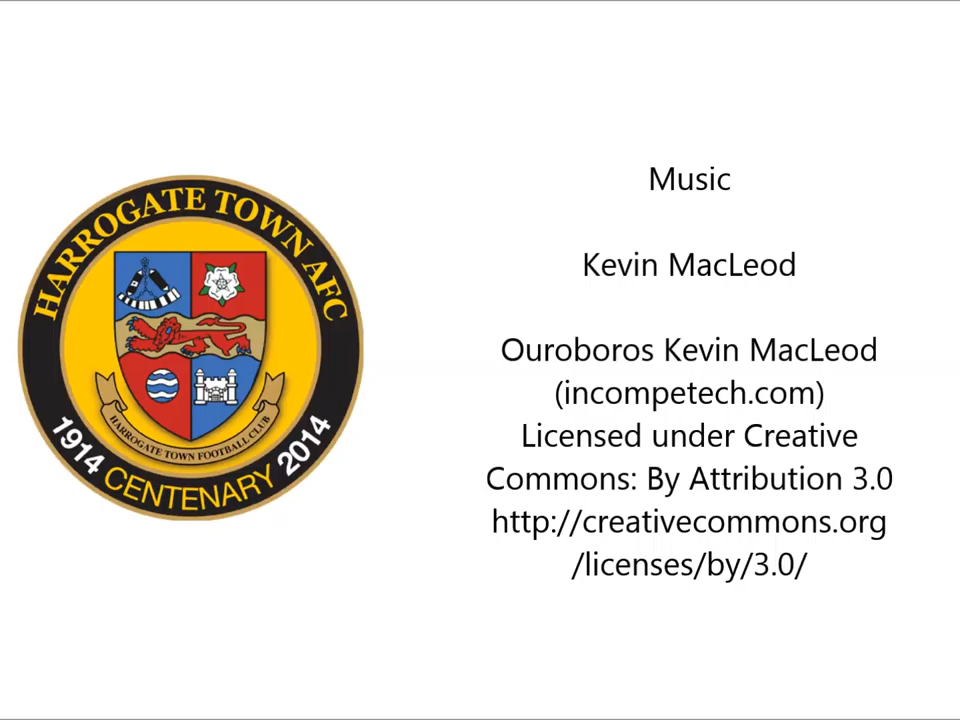 HARROGATE TOWN AFC
HARROGATE TOWN FOOTBALL CLUB
1914 CENTENARY 2014
Music
Kevin MacLeod
Ouroboros Kevin MacLeod
(incompetech.com)
Licensed under Creative
Commons: By Attribution 3.0
http://creativecommons.org
/licenses/by/3.0/